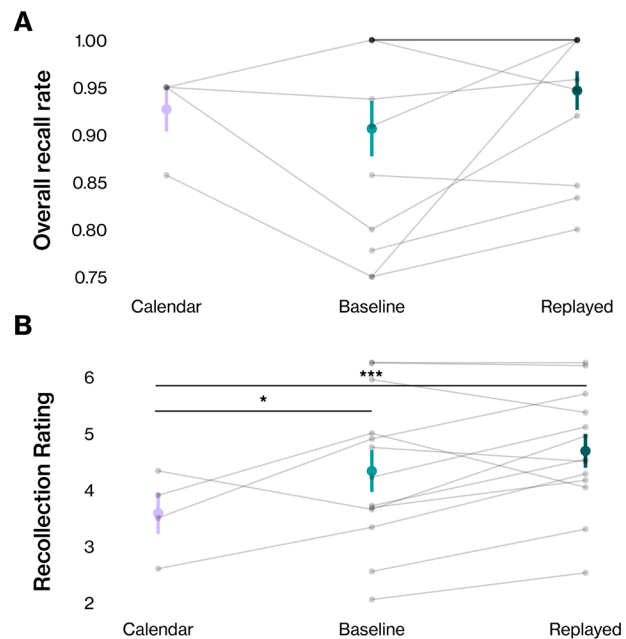 A
Overall recall rate
1.00
0.95
0.90
0.85
0.80
0.75
Calendar Baseline Replayed
B
Recollection Rating
6
5
4
3
2
***
*
Calendar Baseline Replayed